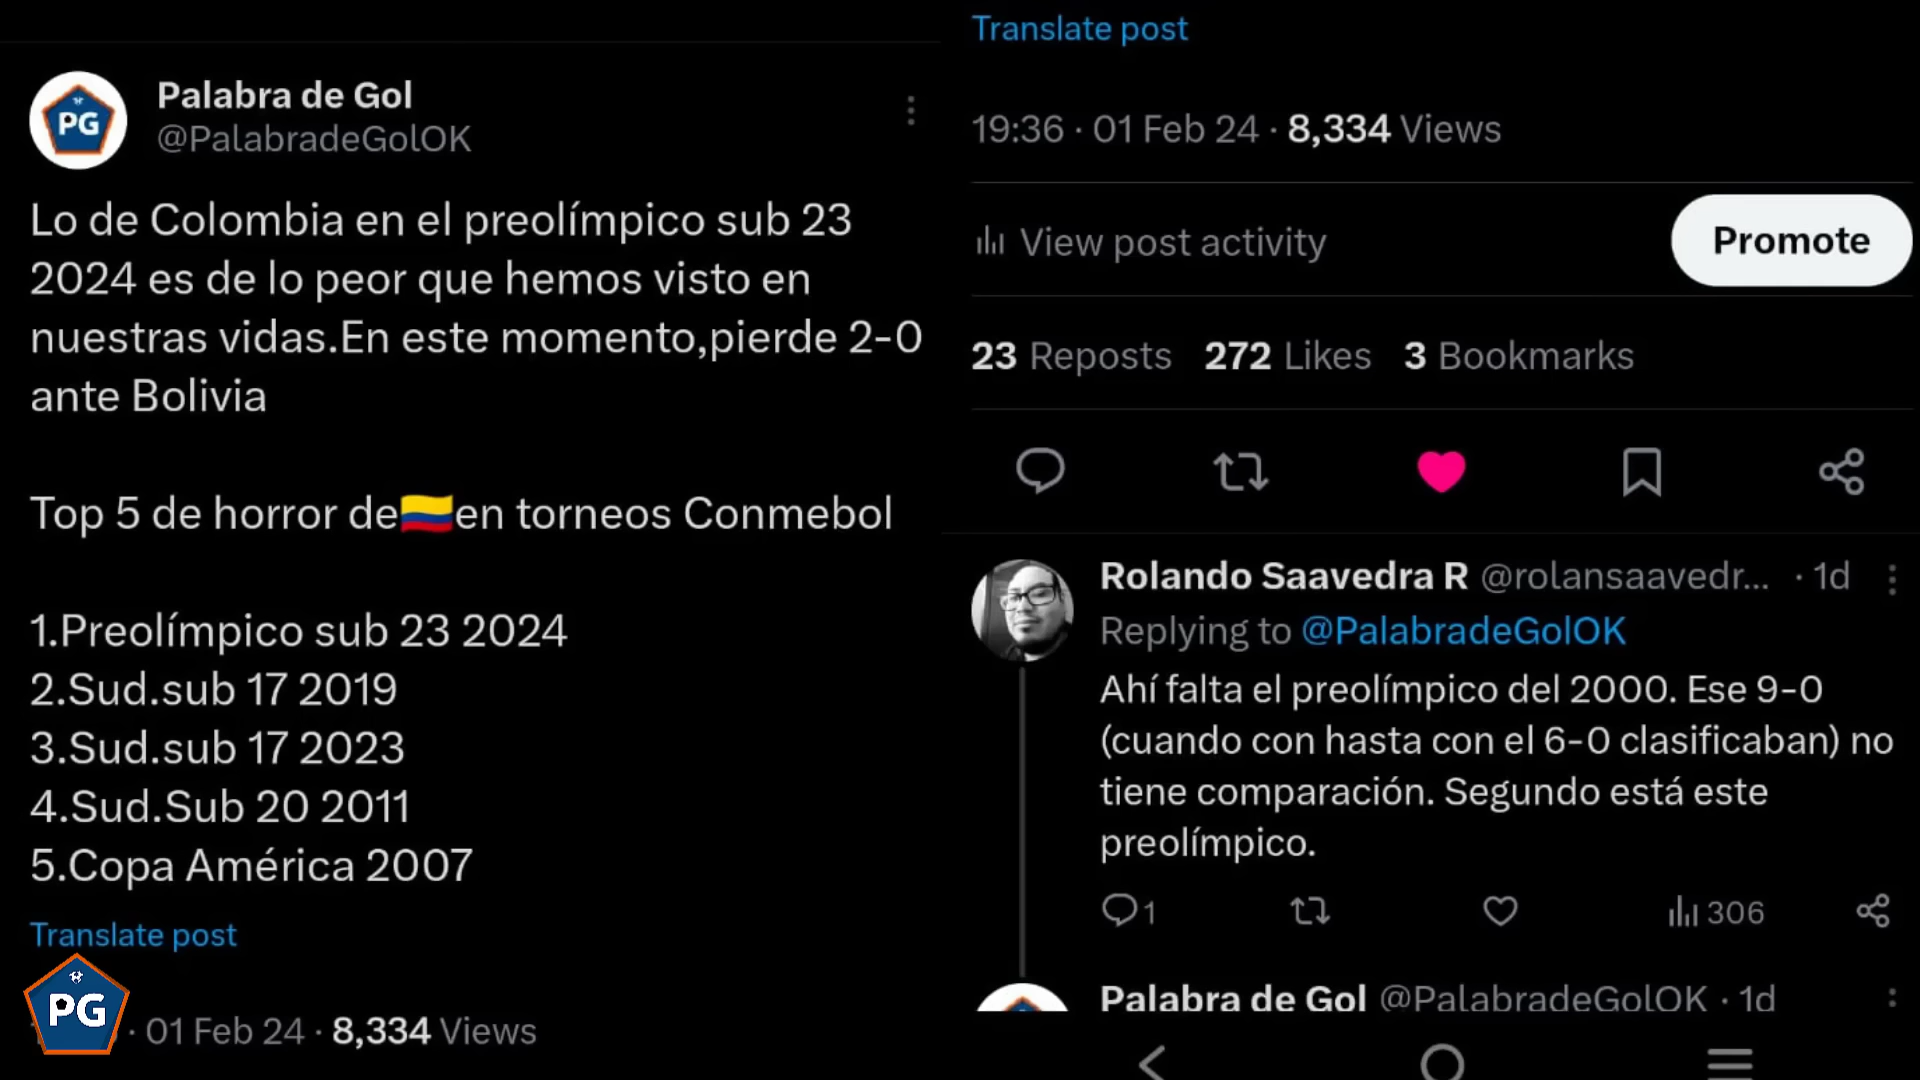 PG
Palabra de Gol
@PalabradeGolOK
Lo de Colombia en el preolímpico sub 23
2024 es de lo peor que hemos visto en
nuestras vidas.En este momento,pierde 2-0
ante Bolivia
Top 5 de horror de🇨🇴en torneos Conmebol
1.Preolímpico sub 23 2024
2.Sud.sub 17 2019
3.Sud.sub 17 2023
4.Sud.Sub 20 2011
5.Copa América 2007
Translate post
PG
· 01 Feb 24 · 8,334 Views
Translate post
19:36 · 01 Feb 24 · 8,334 Views
View post activity
Promote
23 Reposts 272 Likes 3 Bookmarks
Rolando Saavedra R @rolansaavedr... · 1d
Replying to @PalabradeGolOK
Ahí falta el preolímpico del 2000. Ese 9-0
(cuando con hasta con el 6-0 clasificaban) no
tiene comparación. Segundo está este
preolímpico.
1 306
Palabra de Gol @PalabradeGolOK · 1d